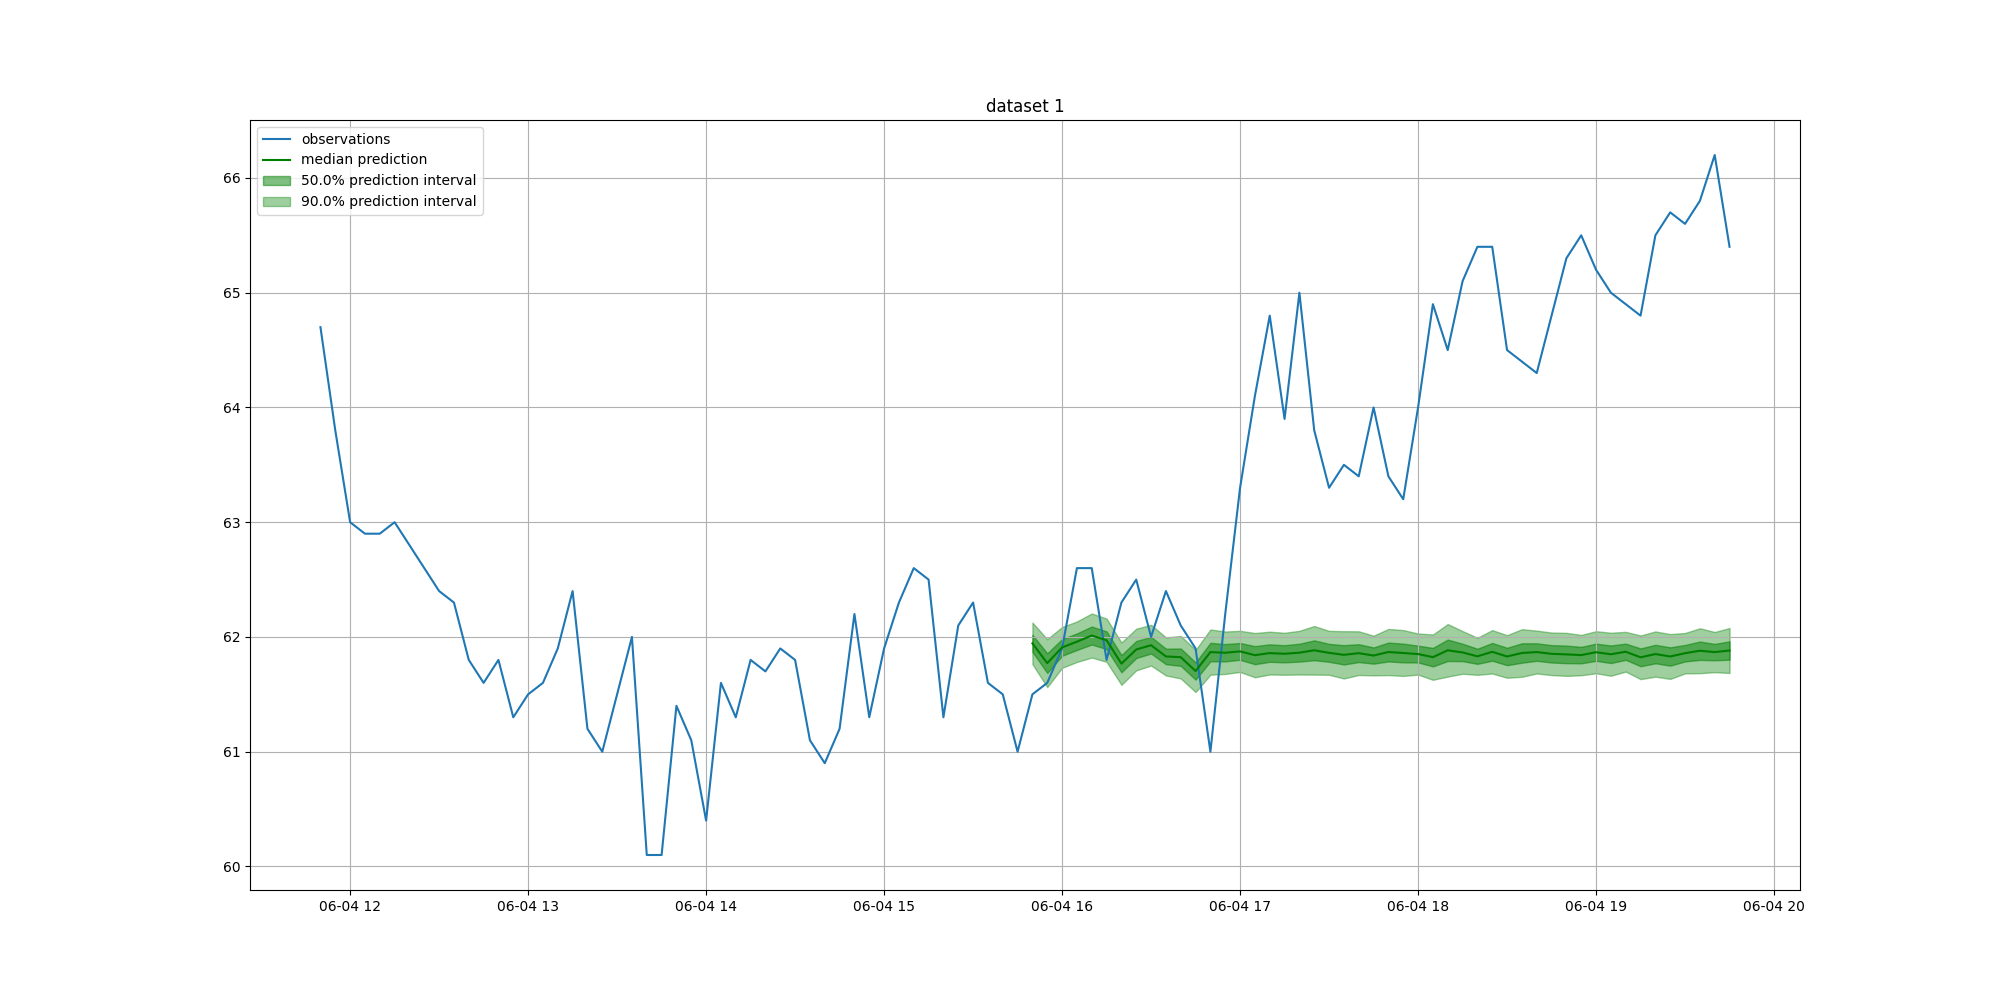 dataset 1
observations
median prediction
50.0% prediction interval
90.0% prediction interval
66
65
64
63
62
61
60
06-04 12 06-04 13 06-04 14 06-04 15 06-04 16 06-04 17 06-04 18 06-04 19 06-04 20